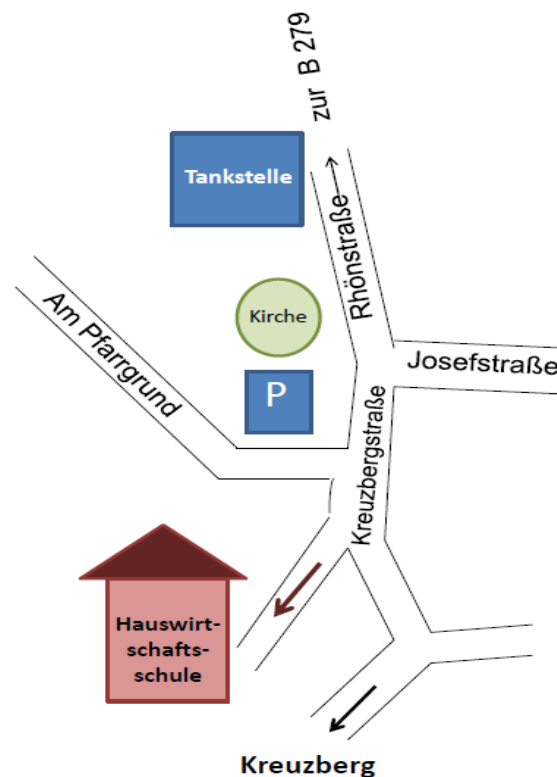 zur B 279
Tankstelle
Rhönstraße
Kirche
Am Pfarrgrund
Josefstraße
P
Kreuzbergstraße
Hauswirt-
schafts-
schule
Kreuzberg